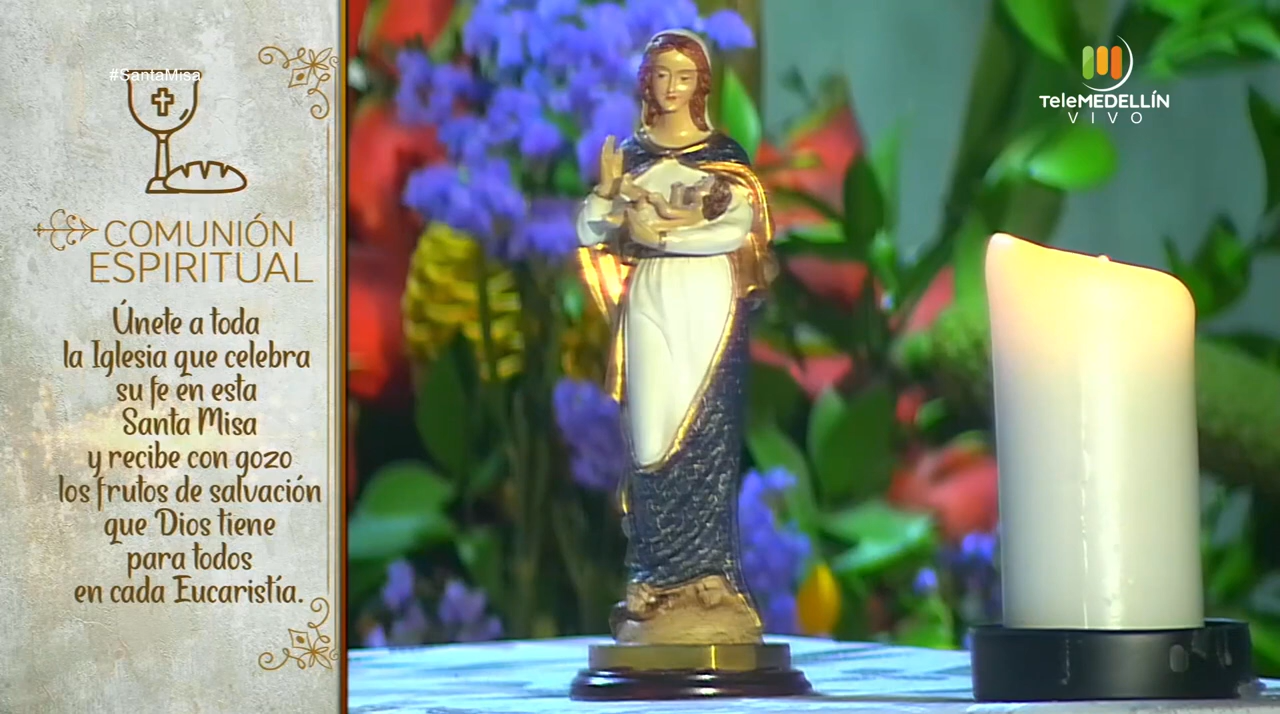 #SantaMisa
COMUNIÓN
ESPIRITUAL
Únete a toda
la Iglesia que celebra
su fe en esta
Santa Misa
y recibe con gozo
los frutos de salvación
que Dios tiene
para todos
en cada Eucaristía.
TeleMEDELLÍN
VIVO